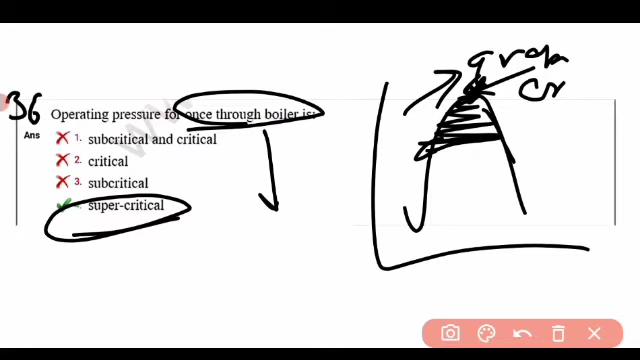 graph
cr
36 Operating pressure for once through boiler is:
Ans
1. subcritical and critical
2. critical
3. subcritical
super-critical